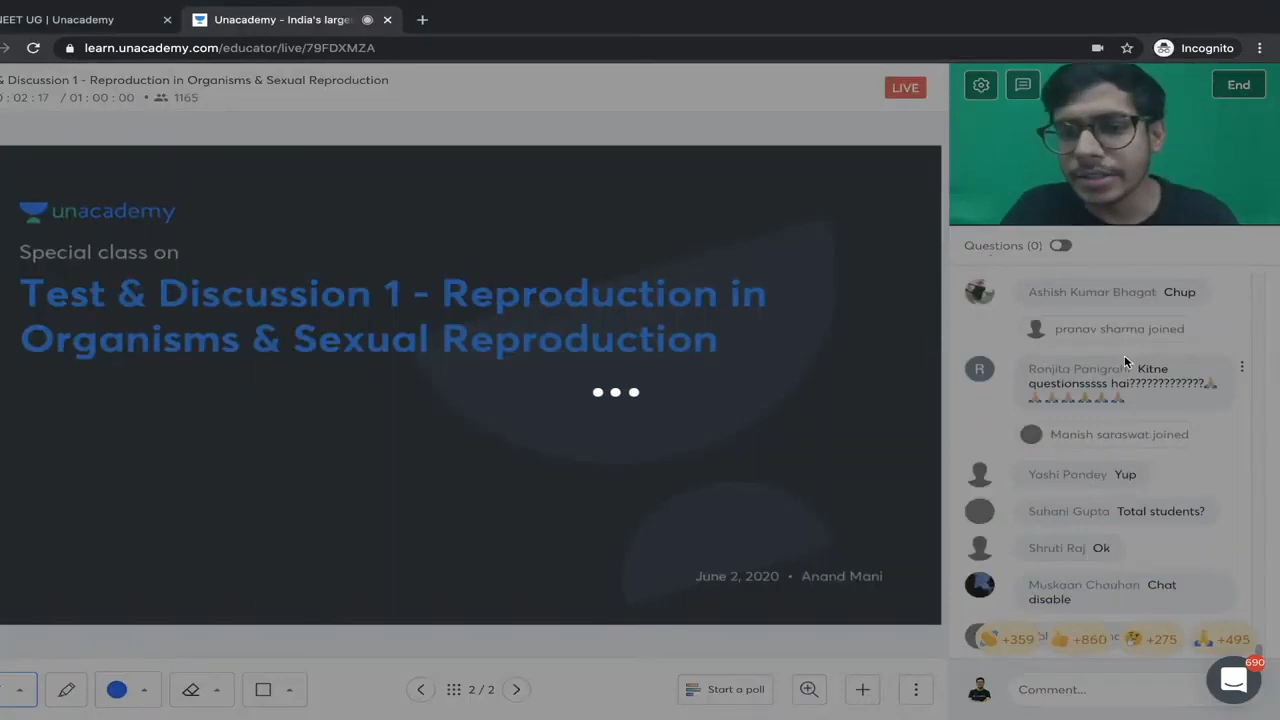 NEET UG | Unacademy
Unacademy - India's large
learn.unacademy.com/educator/live/79FDXMZA
Incognito
& Discussion 1 - Reproduction in Organisms & Sexual Reproduction
: 02 : 17 / 01 : 00 : 00 • 1165
LIVE
End
unacademy
Special class on
Test & Discussion 1 - Reproduction in
Organisms & Sexual Reproduction
June 2, 2020 • Anand Mani
Questions (0)
Ashish Kumar Bhagat Chup
pranav sharma joined
Ranjita Panigrahi Kitne
questionsssss hai?????????????
Manish saraswat joined
Yashi Pandey Yup
Suhani Gupta Total students?
Shruti Raj Ok
Muskaan Chauhan Chat
disable
+359 +860 +275 +495
690
2 / 2
Start a poll
Comment...